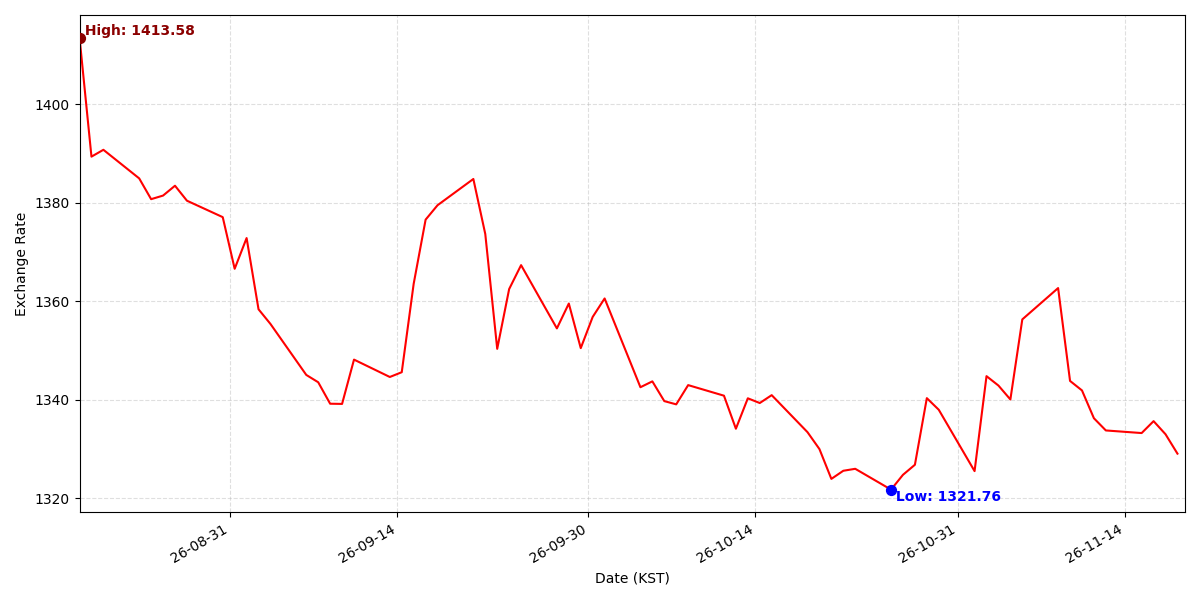 High: 1413.58
1400
1380
1360
1340
1320
Exchange Rate
Low: 1321.76
26-08-31
26-09-14
26-09-30
26-10-14
26-10-31
26-11-14
Date (KST)